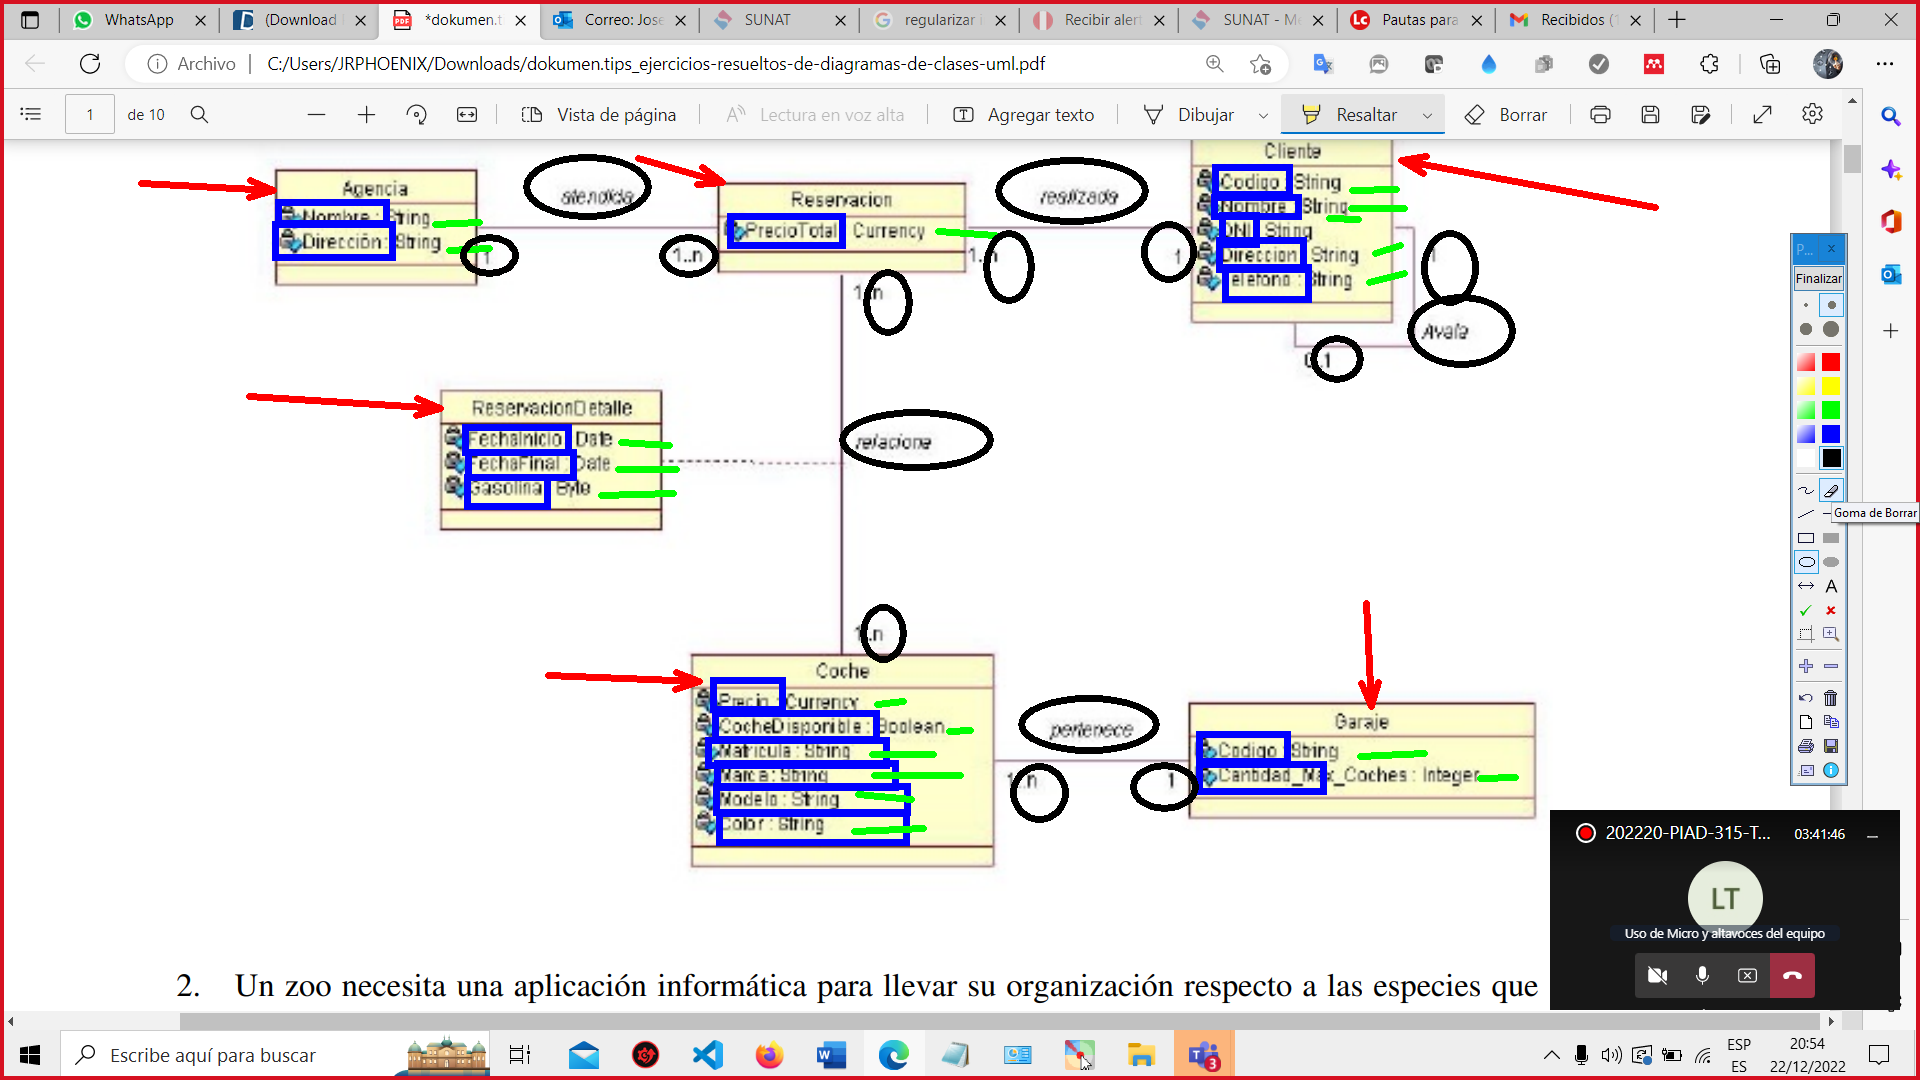 WhatsApp
(Download
*dokumen.t
Correo: Jose
SUNAT
regularizar i
Recibir alert
SUNAT - M
Pautas para
Recibidos (1
Archivo
C:/Users/JRPHOENIX/Downloads/dokumen.tips_ejercicios-resueltos-de-diagramas-de-clases-uml.pdf
1
de 10
Vista de página
Lectura en voz alta
Agregar texto
Dibujar
Resaltar
Borrar
Agencia
Nombre : String
Dirección : String
atendida
1
1..n
Reservacion
PrecioTotal : Currency
realizada
1..n
1
Cliente
Codigo : String
Nombre : String
DNI : String
Direccion : String
Telefono : String
1
Avala
0..1
1..n
ReservacionDetalle
FechaInicio : Date
FechaFinal : Date
Gasolina : Byte
relaciona
1..n
Coche
Precio : Currency
CocheDisponible : Boolean
Matricula : String
Marca : String
Modelo : String
Color : String
pertenece
1..n
1
Garaje
Codigo : String
Cantidad_Max_Coches : Integer
2. Un zoo necesita una aplicación informática para llevar su organización respecto a las especies que
P...
Finalizar
Goma de Borrar
A
202220-PIAD-315-T...
03:41:46
LT
Uso de Micro y altavoces del equipo
Escribe aquí para buscar
3
ESP
ES
20:54
22/12/2022